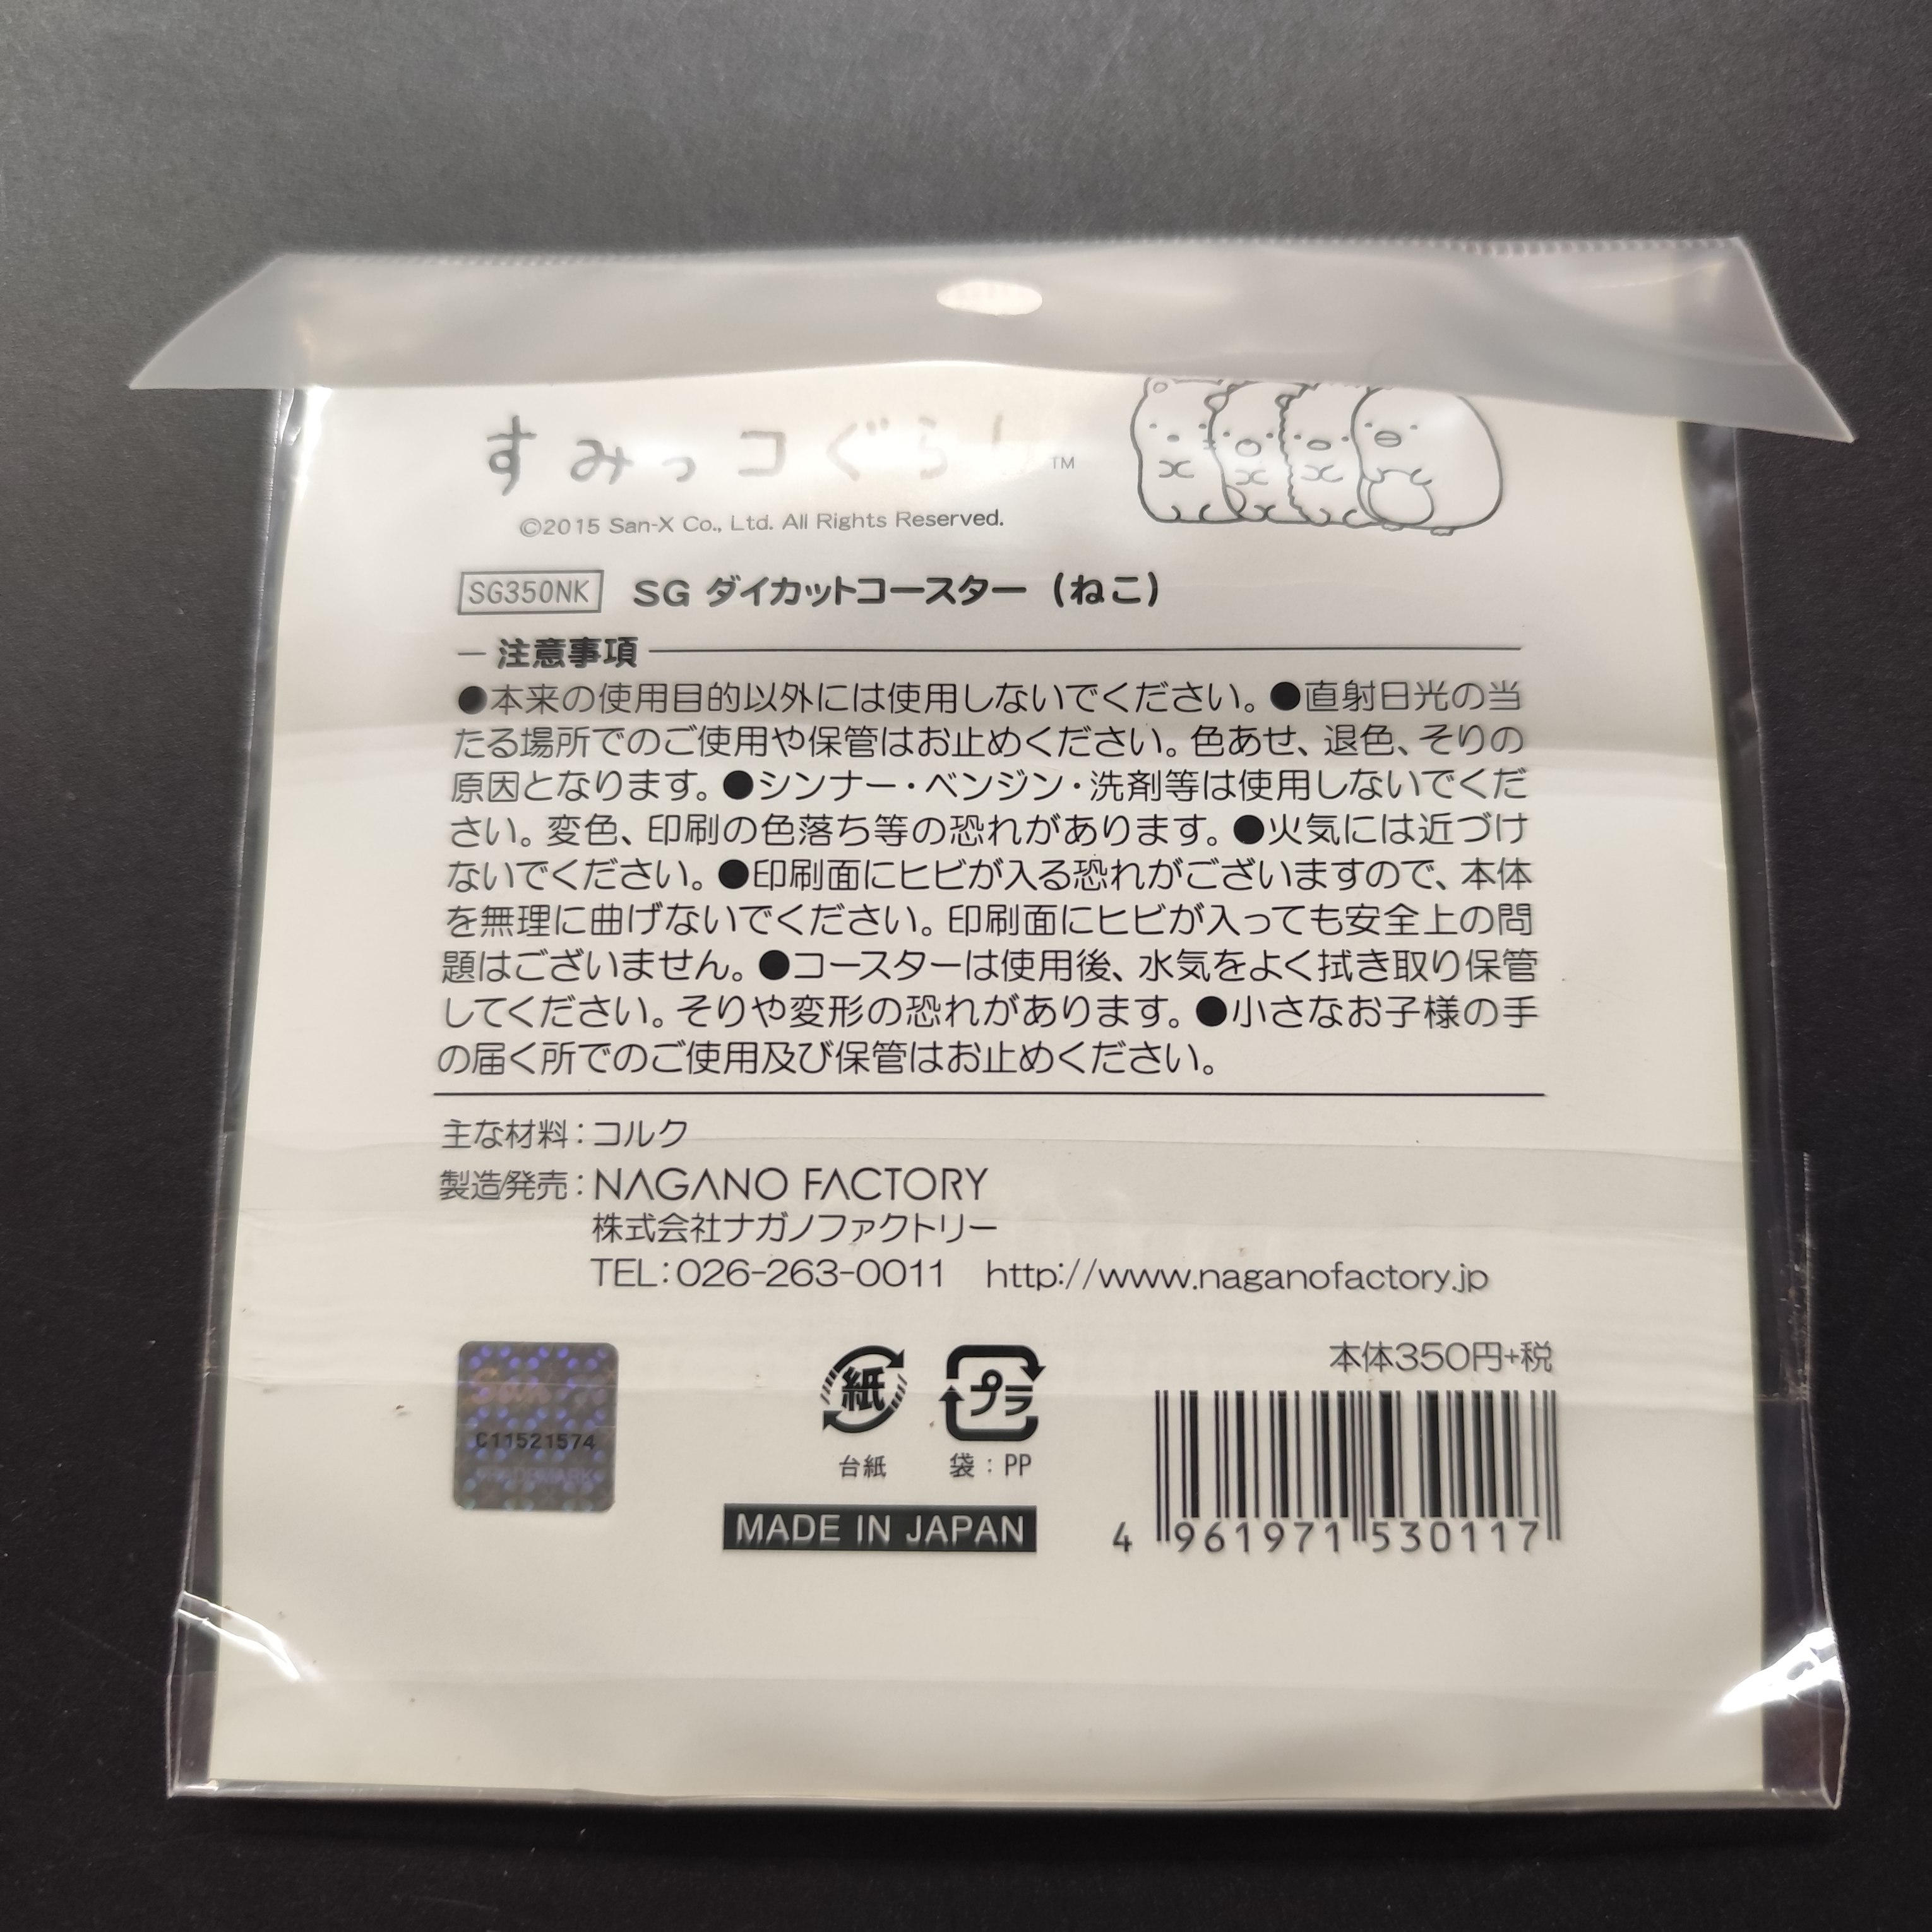 すみっコぐらし™
©2015 San-X Co., Ltd. All Rights Reserved.
SG350NK SG ダイカットコースター（ねこ）
注意事項
●本来の使用目的以外には使用しないでください。●直射日光の当
たる場所でのご使用や保管はお止めください。色あせ、退色、そりの
原因となります。●シンナー・ベンジン・洗剤等は使用しないでくだ
さい。変色、印刷の色落ち等の恐れがあります。●火気には近づけ
ないでください。●印刷面にヒビが入る恐れがございますので、本体
を無理に曲げないでください。印刷面にヒビが入っても安全上の問
題はございません。●コースターは使用後、水気をよく拭き取り保管
してください。そりや変形の恐れがあります。●小さなお子様の手
の届く所でのご使用及び保管はお止めください。
主な材料：コルク
製造/発売：NAGANO FACTORY
株式会社ナガノファクトリー
TEL：026-263-0011 http://www.naganofactory.jp
C11521574
紙
台紙
プラ
袋：PP
MADE IN JAPAN
本体350円+税
4 961971 530117